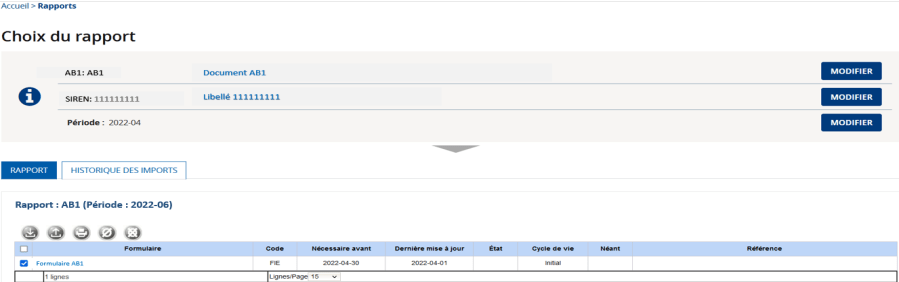 Accueil > Rapports
Choix du rapport
AB1: AB1 Document AB1 MODIFIER
SIREN: 111111111 Libellé 111111111 MODIFIER
Période : 2022-04 MODIFIER
RAPPORT HISTORIQUE DES IMPORTS
Rapport : AB1 (Période : 2022-06)
Formulaire Code Nécessaire avant Dernière mise à jour État Cycle de vie Néant Référence
Formulaire AB1 FIE 2022-04-30 2022-04-01 Initial
1 lignes Lignes/Page 15